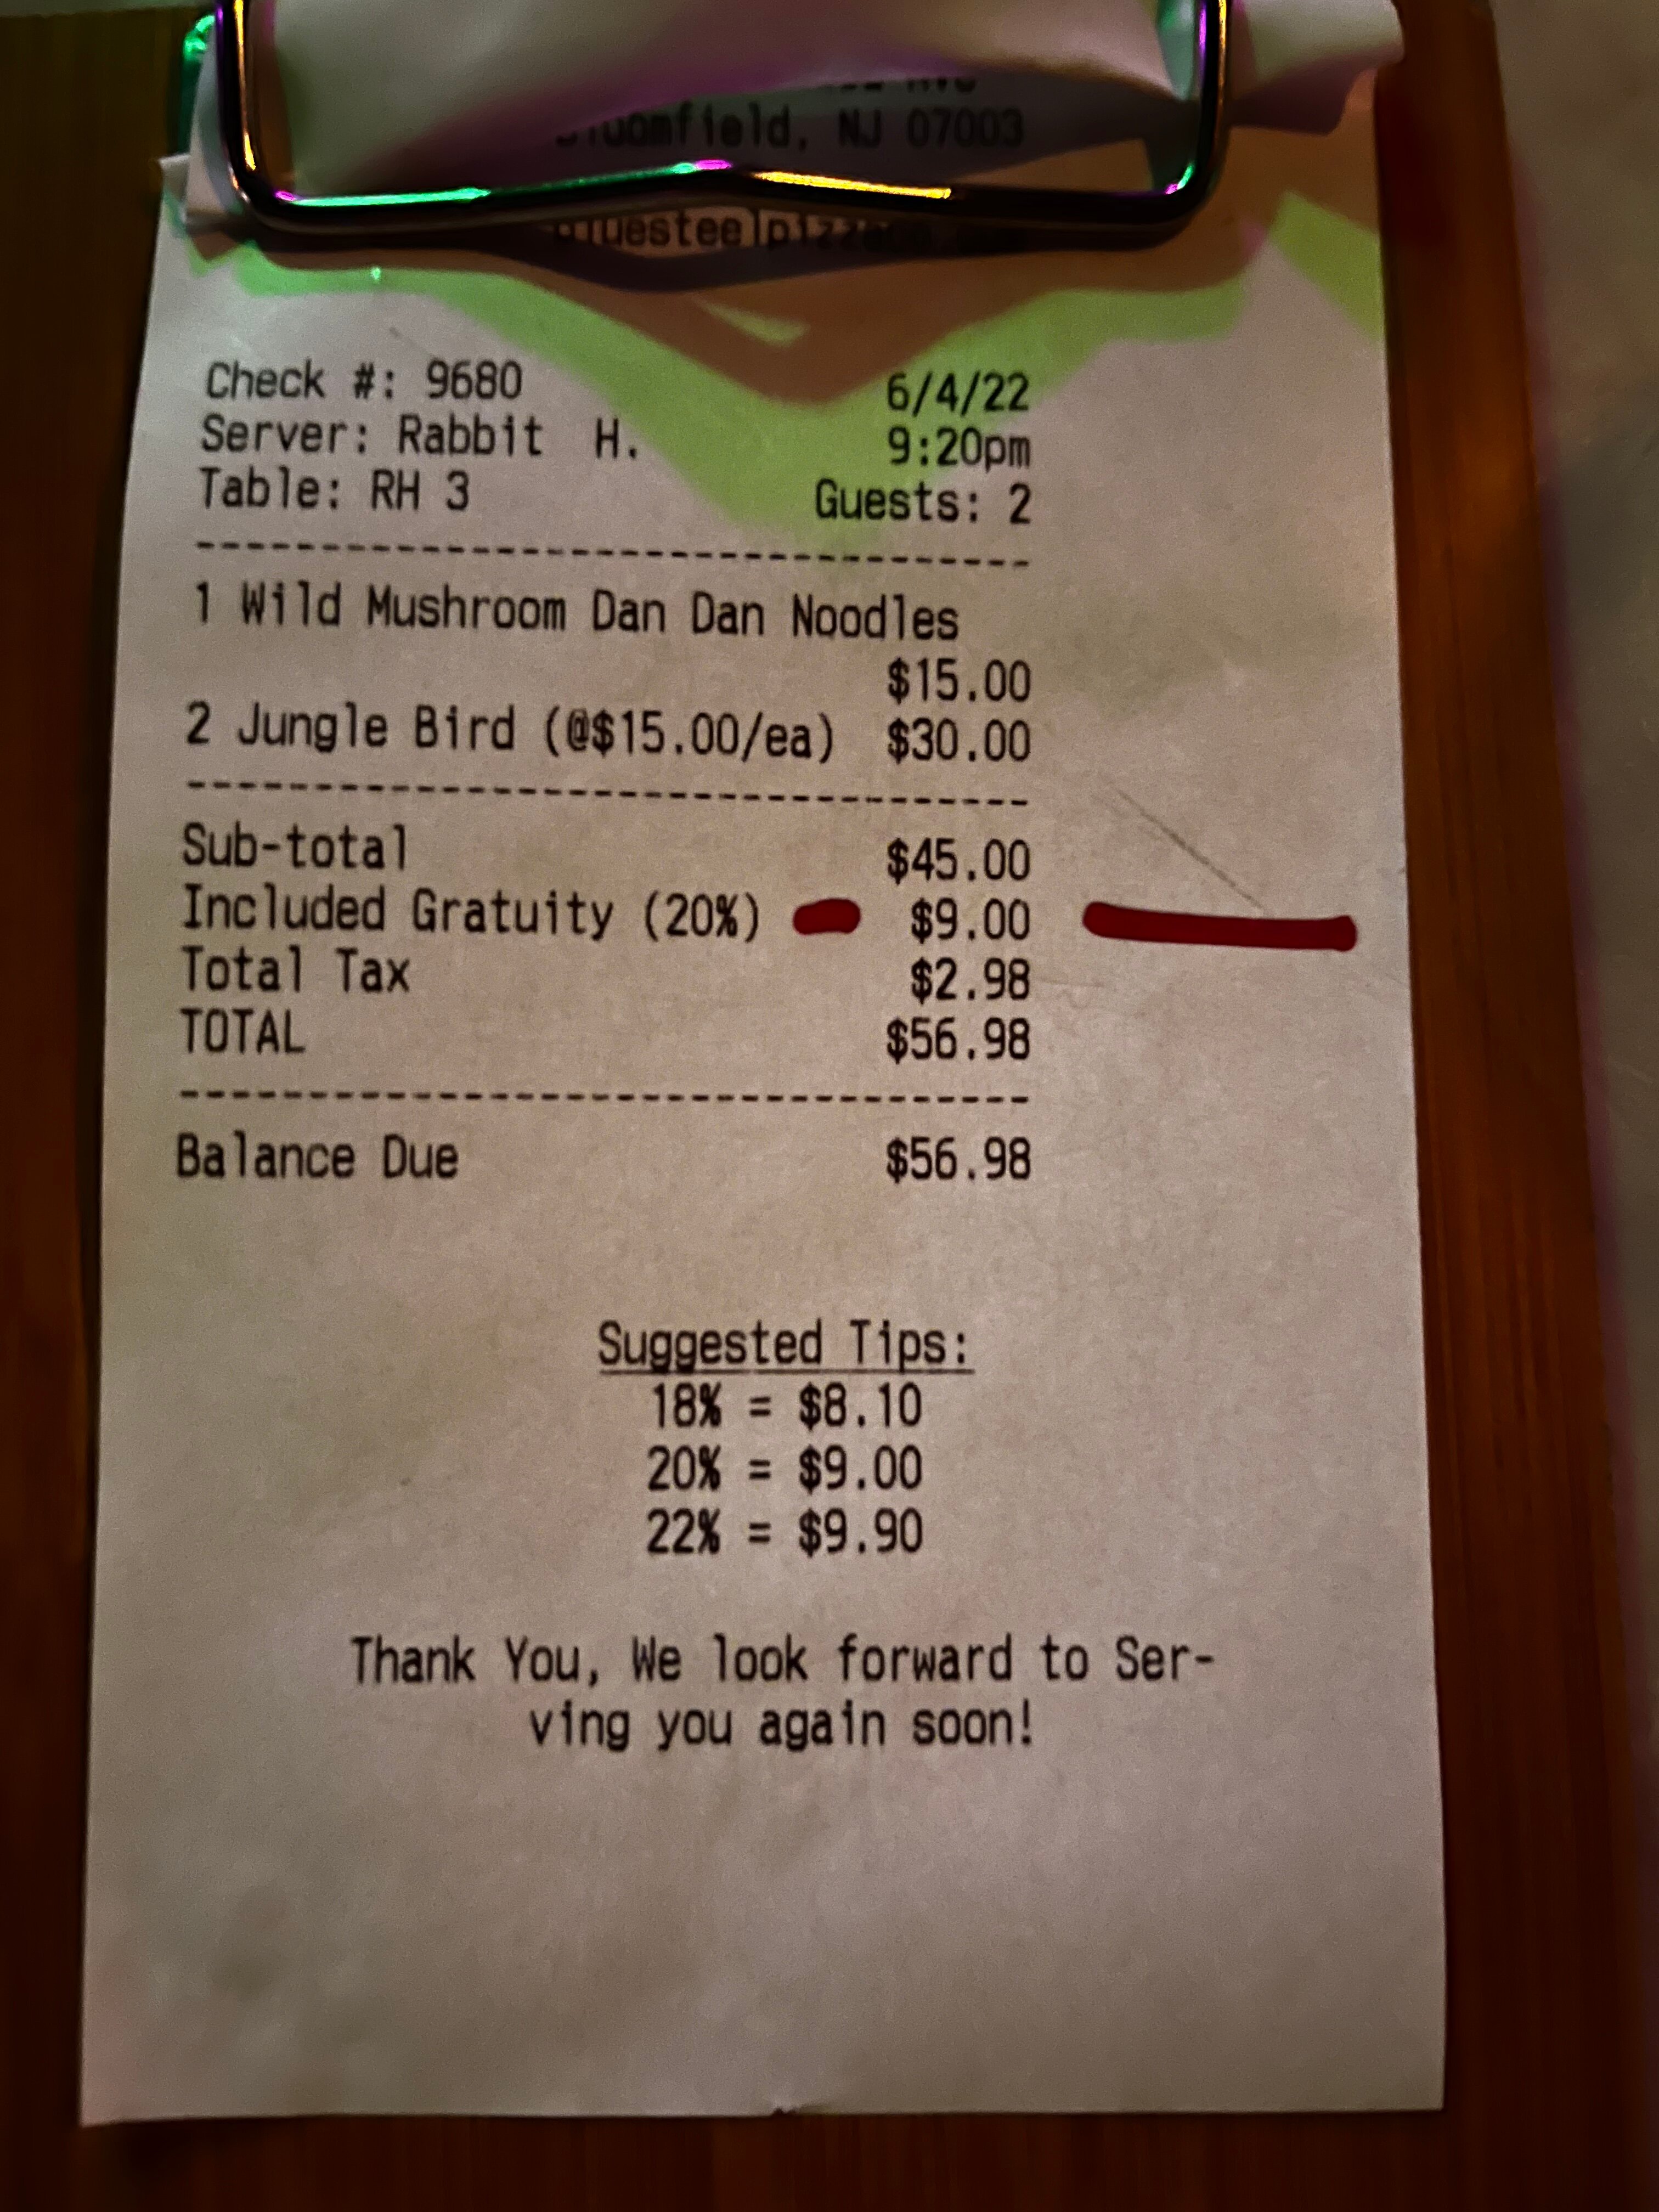 Bloomfield, NJ 07003
Check #: 9680 6/4/22
Server: Rabbit H. 9:20pm
Table: RH 3 Guests: 2
--------------------------------
1 Wild Mushroom Dan Dan Noodles
$15.00
2 Jungle Bird (@$15.00/ea) $30.00
--------------------------------
Sub-total $45.00
Included Gratuity (20%) $9.00
Total Tax $2.98
TOTAL $56.98
--------------------------------
Balance Due $56.98
Suggested Tips:
18% = $8.10
20% = $9.00
22% = $9.90
Thank You, We look forward to Ser-
ving you again soon!